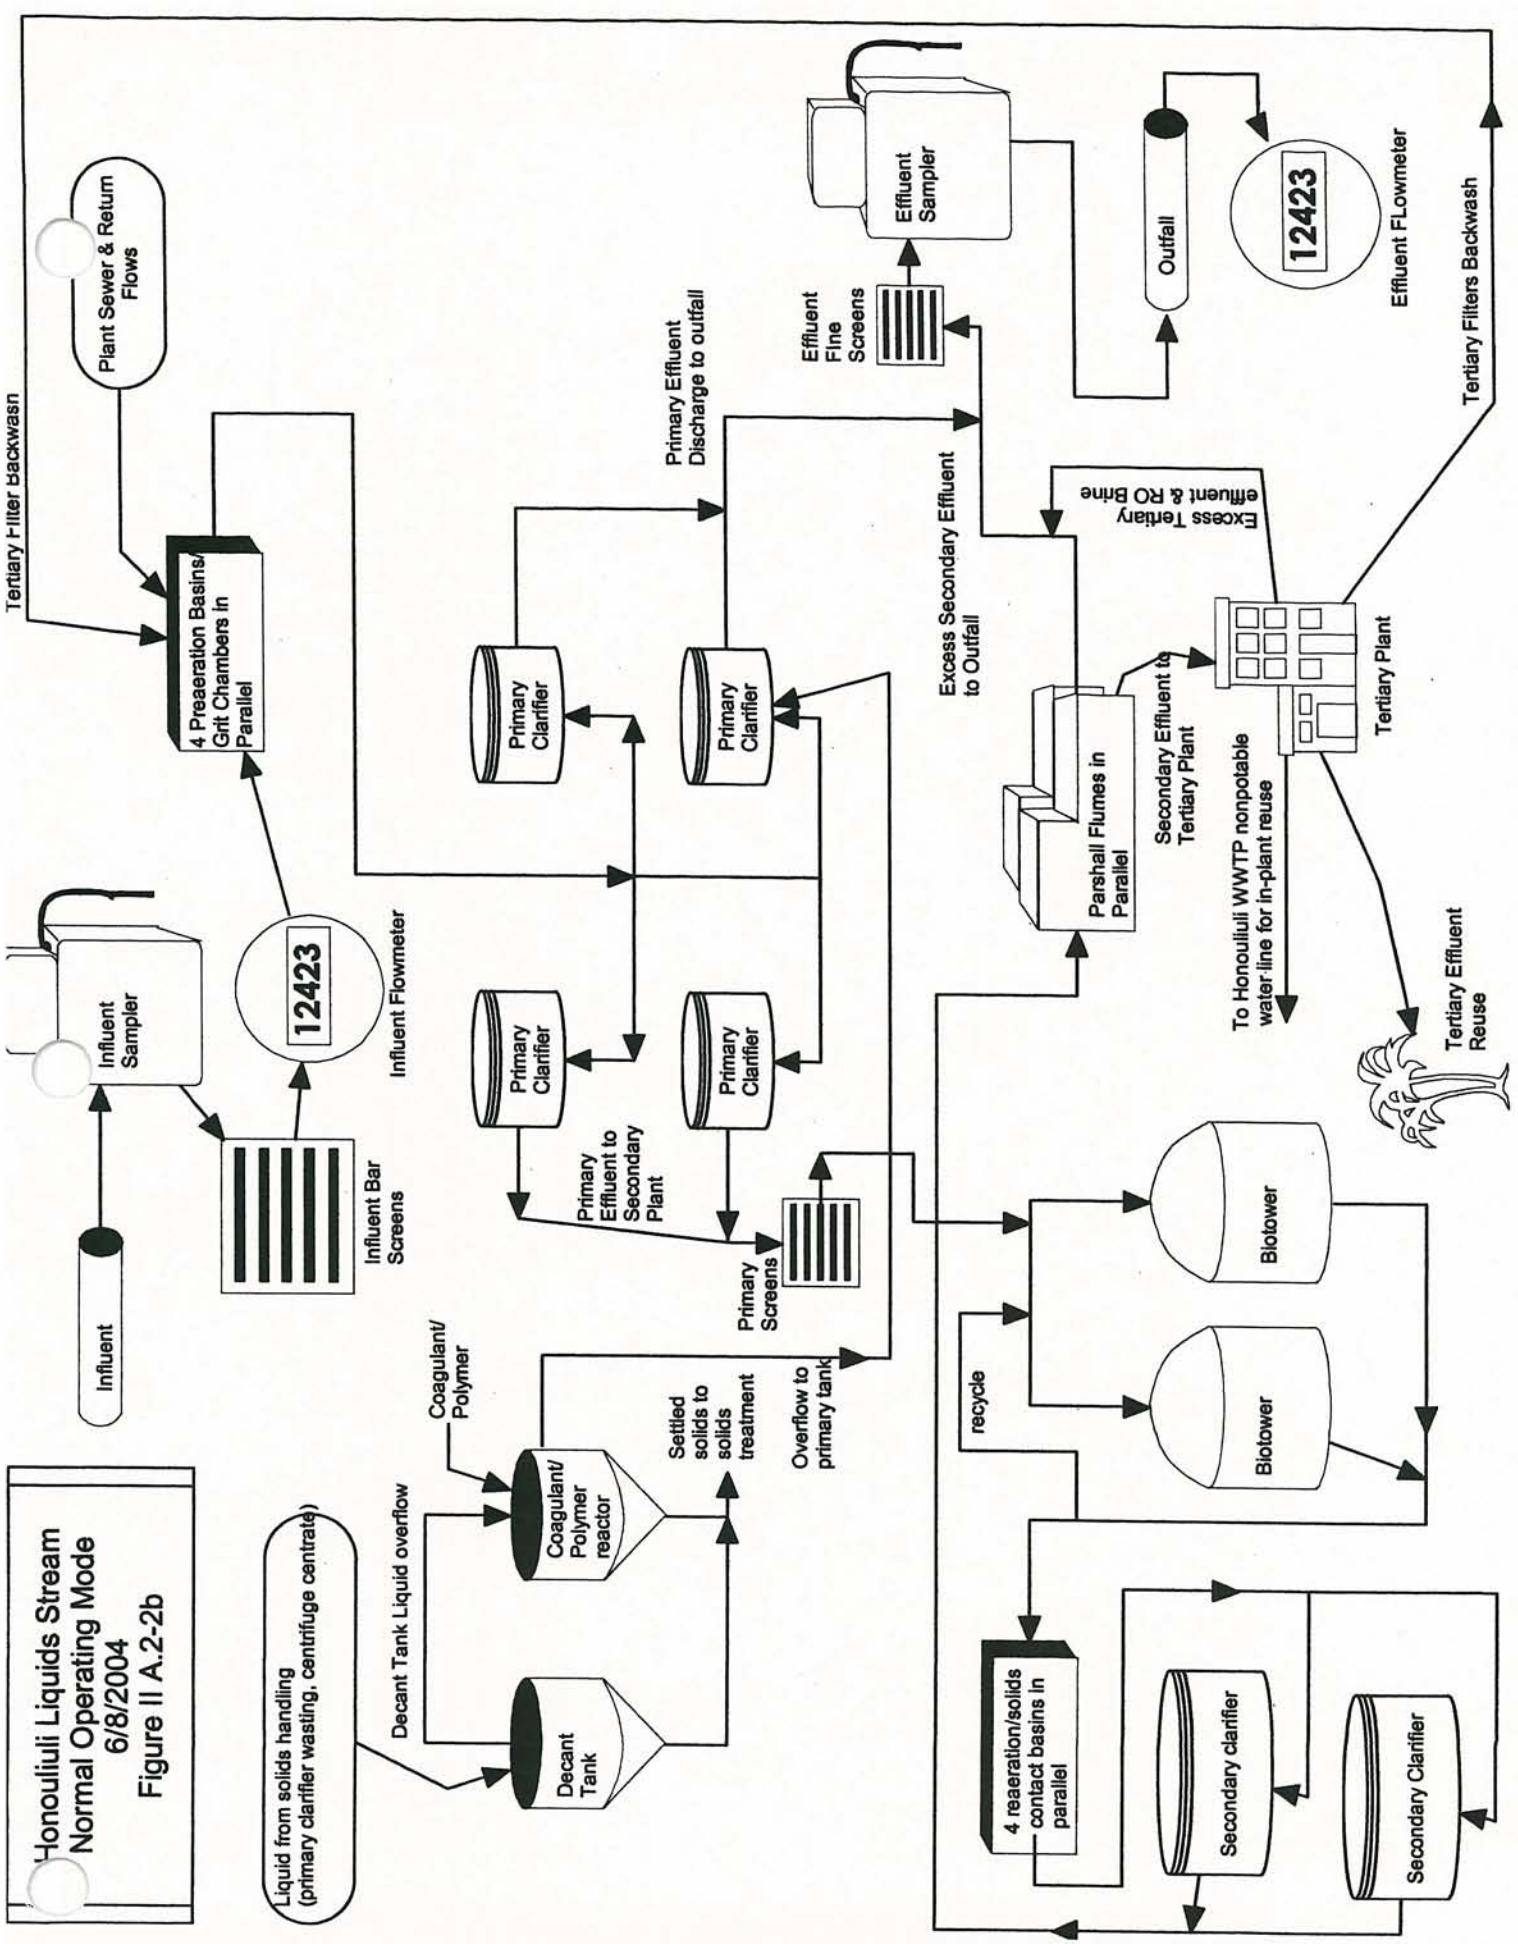 Honouliuli Liquids Stream
Normal Operating Mode
6/8/2004
Figure II A.2-2b
Influent
Influent
Sampler
Influent Bar
Screens
12423
Influent Flowmeter
Tertiary Filter Backwash
Plant Sewer & Return
Flows
4 Preaeration Basins/
Grit Chambers in
Parallel
Liquid from solids handling
(primary clarifier wasting, centrifuge centrate)
Decant Tank Liquid overflow
Coagulant/
Polymer
Decant
Tank
Coagulant/
Polymer
reactor
Settled
solids to
solids
treatment
Overflow to
primary tank
Primary
Clarifier
Primary
Clarifier
Primary
Clarifier
Primary
Clarifier
Primary
Effluent to
Secondary
Plant
Primary
Screens
Primary Effluent
Discharge to outfall
Effluent
FIne
Screens
Effluent
Sampler
Outfall
12423
Effluent FLowmeter
Excess Secondary Effluent
to Outfall
Excess Tertiary
effluent & RO Brine
Parshall Flumes in
Parallel
Secondary Effluent to
Tertiary Plant
Tertiary Plant
Tertiary Filters Backwash
To Honouliuli WWTP nonpotable
water line for in-plant reuse
Tertiary Effluent
Reuse
recycle
Biotower
Biotower
4 reaeration/solids
contact basins in
parallel
Secondary clarifier
Secondary Clarifier